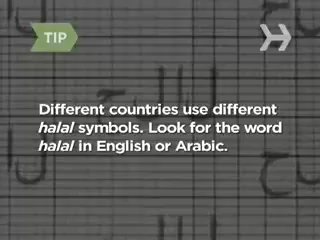 TIP
Different countries use different
halal symbols. Look for the word
halal in English or Arabic.